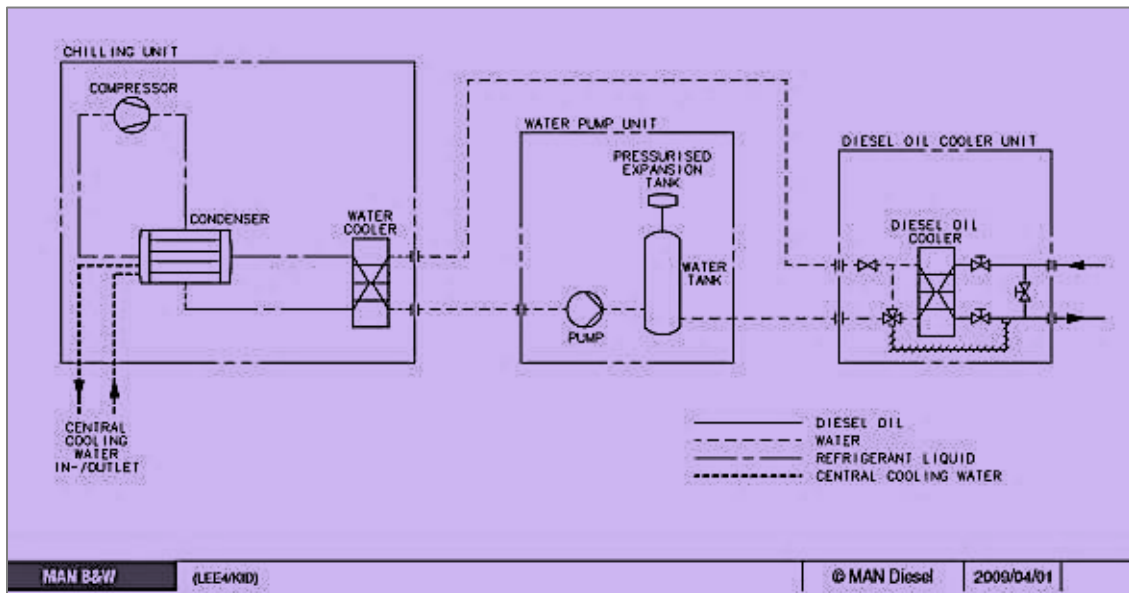 CHILLING UNIT
COMPRESSOR
CONDENSER
WATER
COOLER
CENTRAL
COOLING
WATER
IN-/OUTLET
WATER PUMP UNIT
PRESSURISED
EXPANSION
TANK
WATER
TANK
PUMP
DIESEL OIL COOLER UNIT
DIESEL OIL
COOLER
DIESEL OIL
WATER
REFRIGERANT LIQUID
CENTRAL COOLING WATER
MAN B&W
(LEE4/KID)
© MAN Diesel
2009/04/01